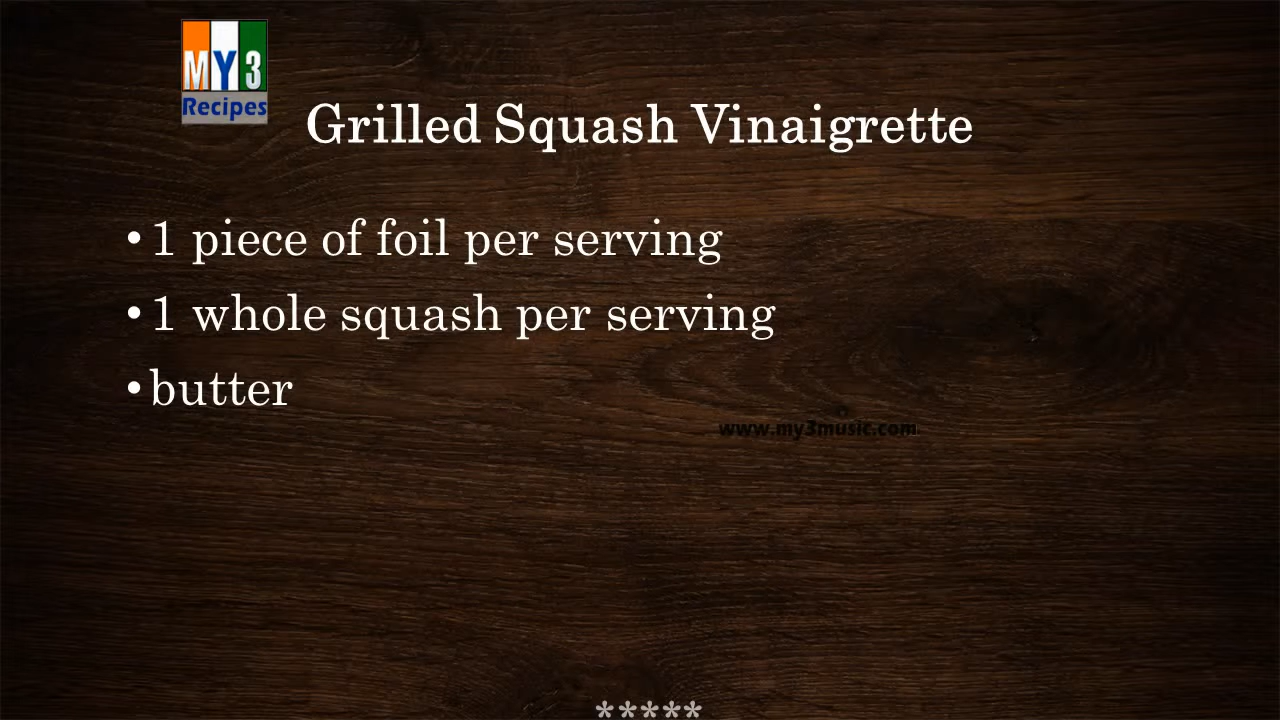 MY3
Recipes
Grilled Squash Vinaigrette
• 1 piece of foil per serving
• 1 whole squash per serving
• butter
www.my3music.com
*****